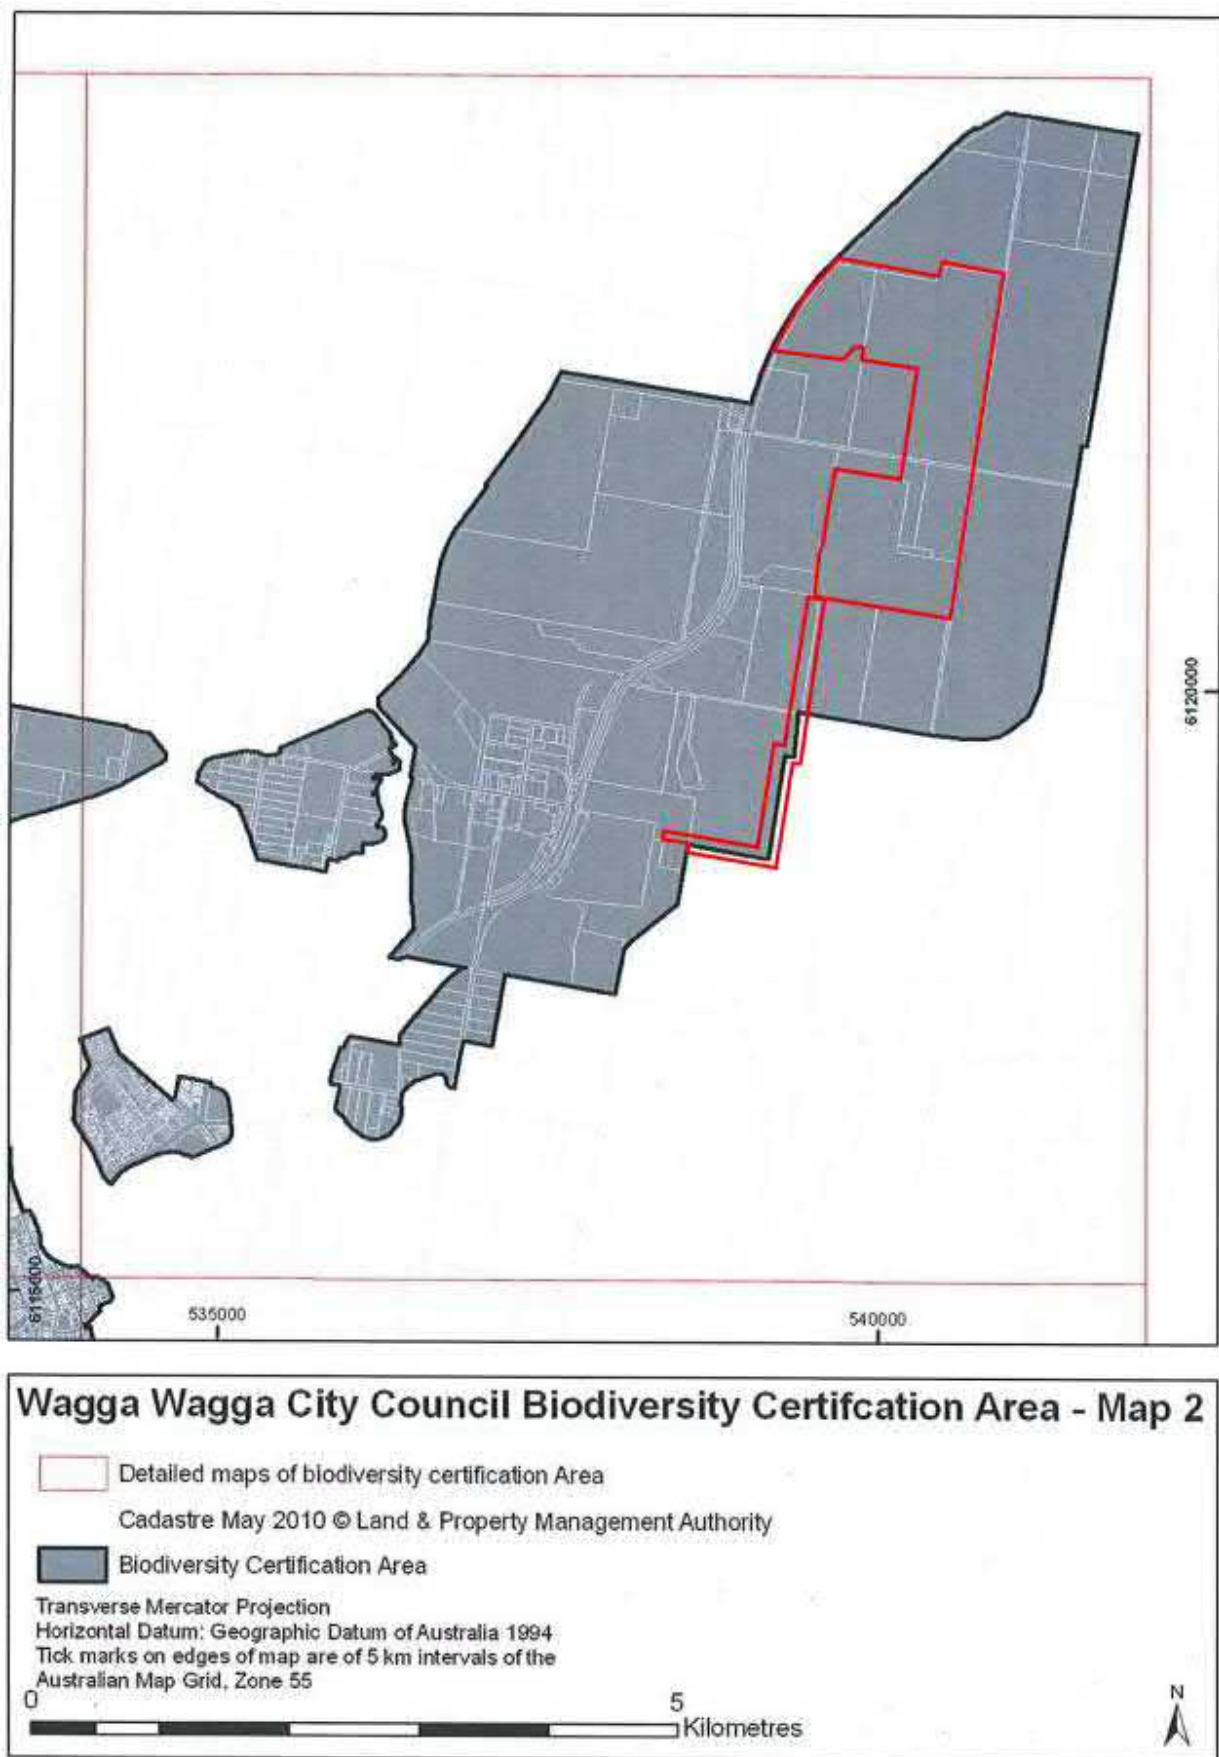 6120000
6115000
535000
540000
Wagga Wagga City Council Biodiversity Certifcation Area - Map 2
Detailed maps of biodiversity certification Area
Cadastre May 2010 © Land & Property Management Authority
Biodiversity Certification Area
Transverse Mercator Projection
Horizontal Datum: Geographic Datum of Australia 1994
Tick marks on edges of map are of 5 km intervals of the
Australian Map Grid, Zone 55
0 5
Kilometres
N